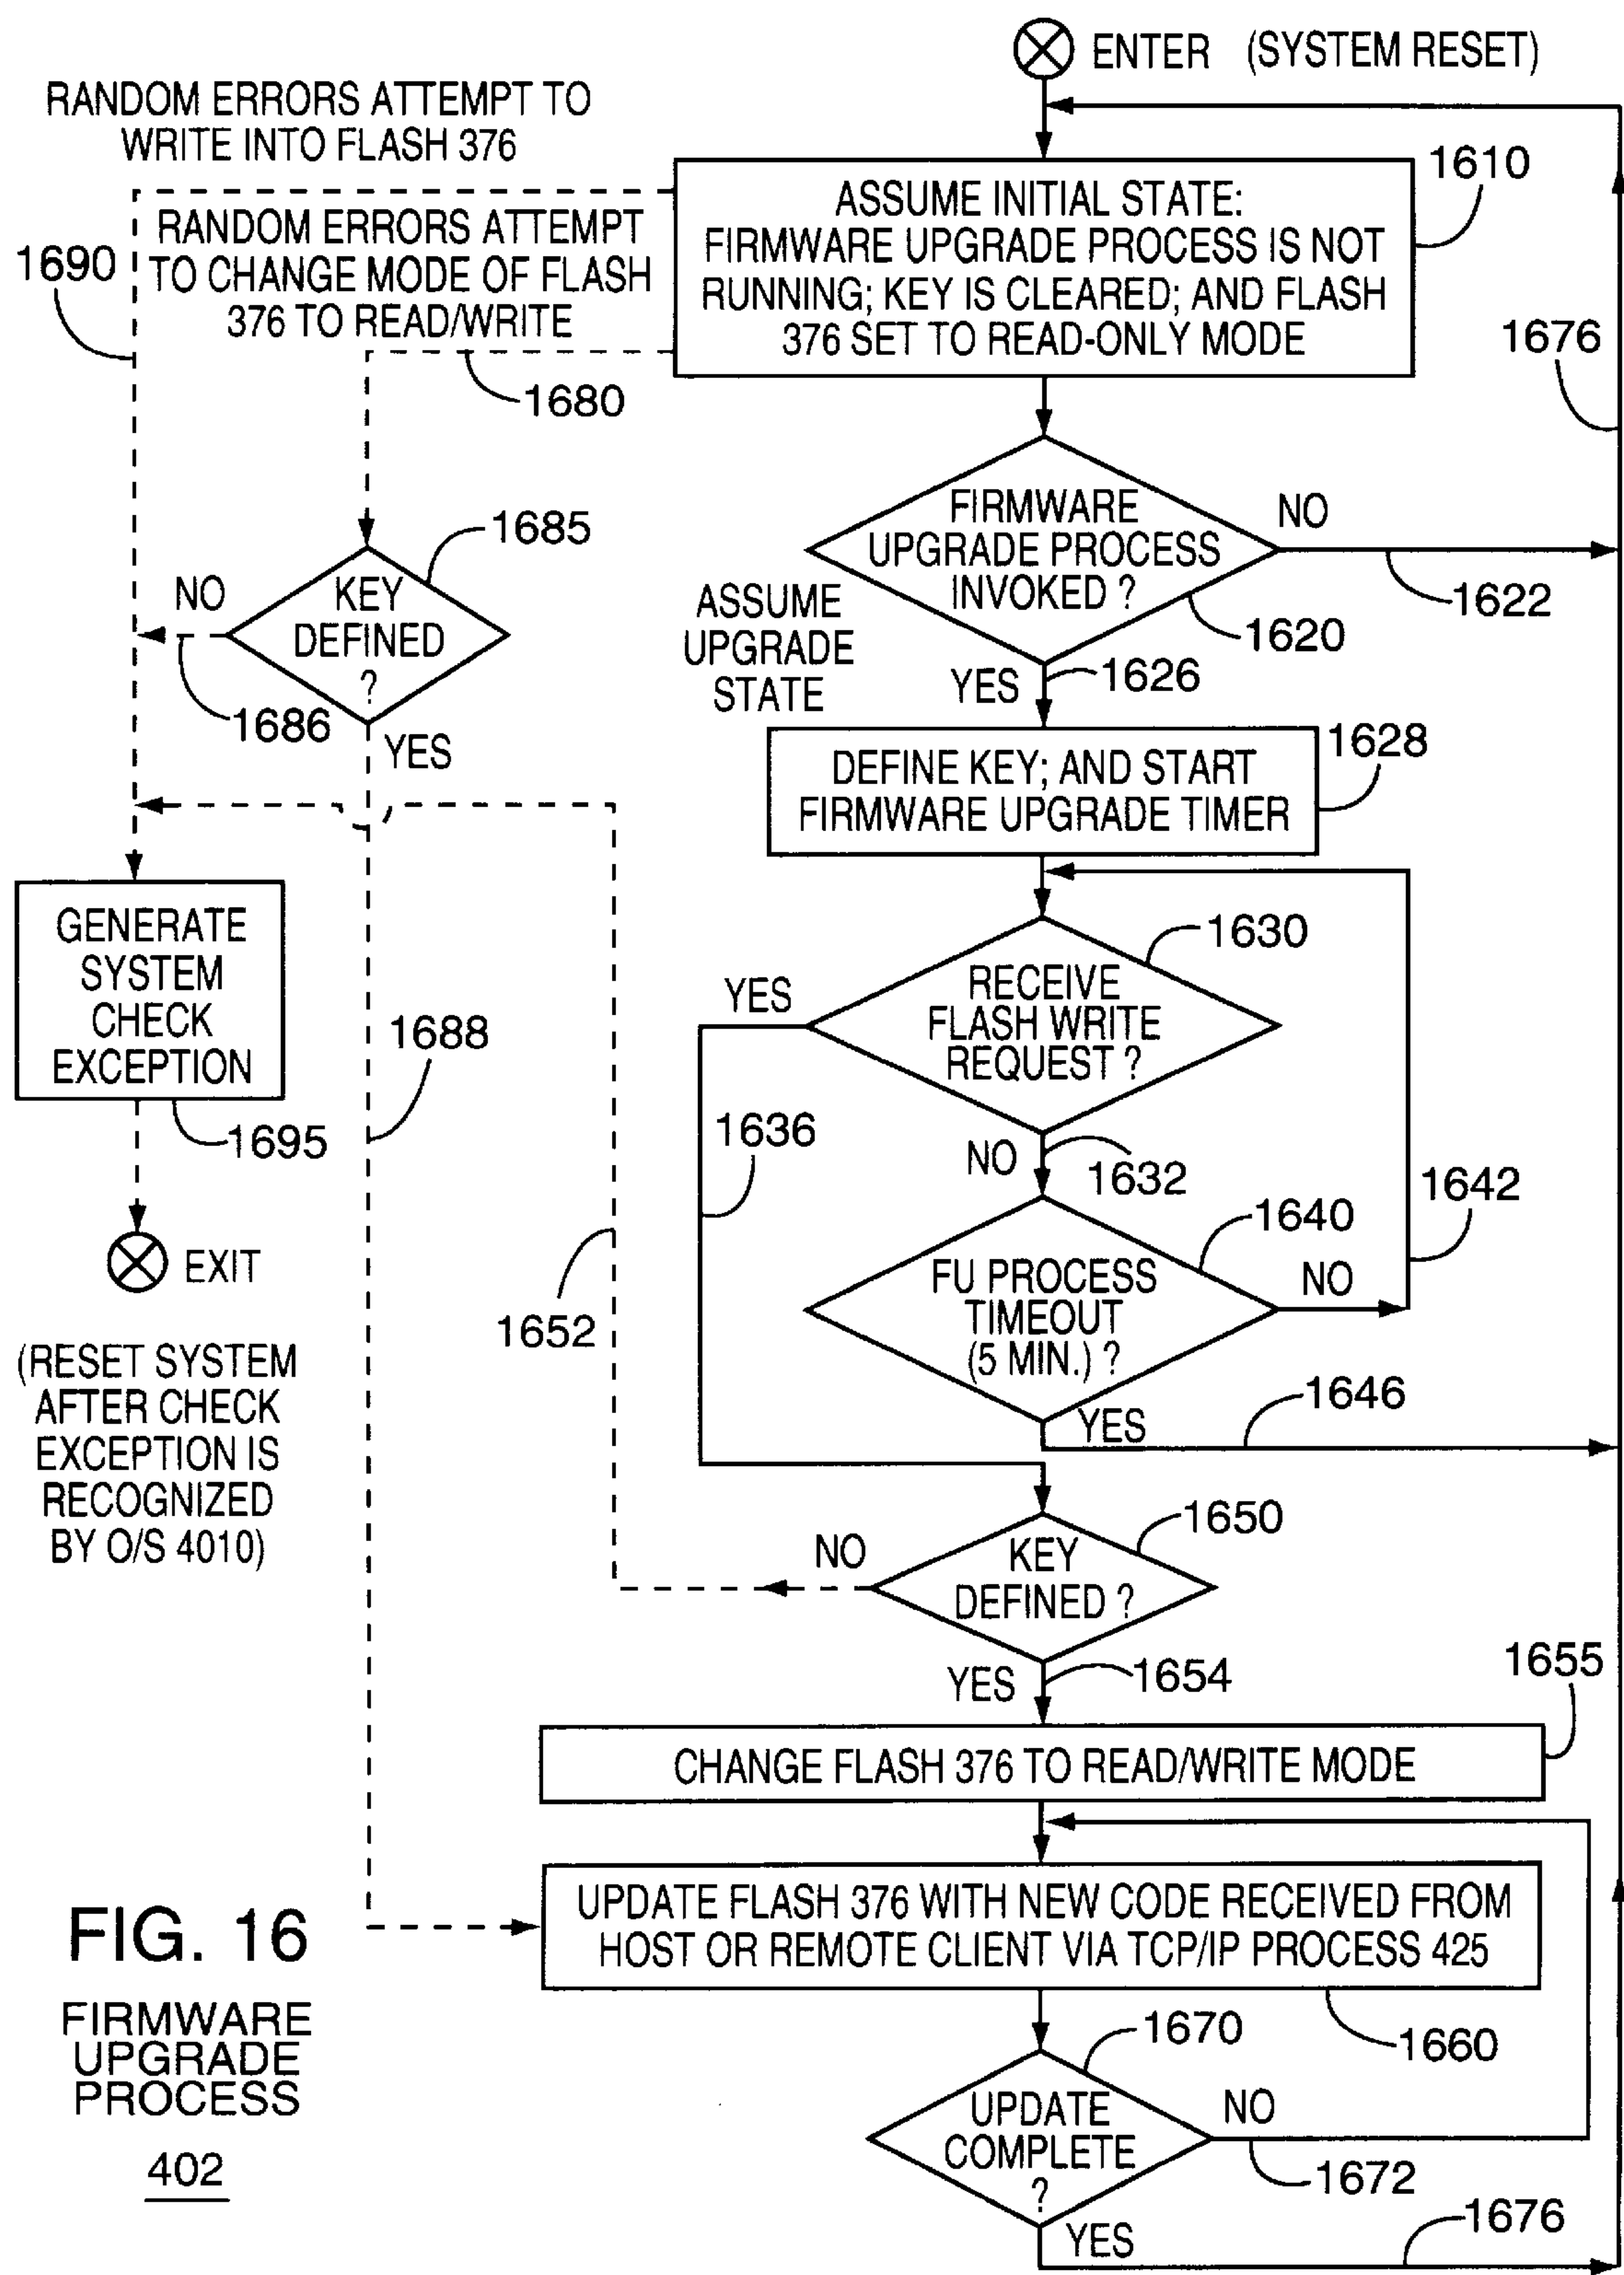 ENTER (SYSTEM RESET)
RANDOM ERRORS ATTEMPT TO
WRITE INTO FLASH 376
1610
ASSUME INITIAL STATE:
FIRMWARE UPGRADE PROCESS IS NOT
RUNNING; KEY IS CLEARED; AND FLASH
376 SET TO READ-ONLY MODE
RANDOM ERRORS ATTEMPT
TO CHANGE MODE OF FLASH
376 TO READ/WRITE
1690
1680
1676
FIRMWARE
UPGRADE PROCESS
INVOKED ?
NO
1622
1620
1685
KEY
DEFINED
?
NO
1686
YES
ASSUME
UPGRADE
STATE
YES
1626
1628
DEFINE KEY; AND START
FIRMWARE UPGRADE TIMER
GENERATE
SYSTEM
CHECK
EXCEPTION
1695
1688
1630
RECEIVE
FLASH WRITE
REQUEST ?
YES
1636
NO
1632
1642
1640
FU PROCESS
TIMEOUT
(5 MIN.) ?
NO
YES
1646
EXIT
(RESET SYSTEM
AFTER CHECK
EXCEPTION IS
RECOGNIZED
BY O/S 4010)
1652
1650
KEY
DEFINED ?
NO
YES
1654
1655
CHANGE FLASH 376 TO READ/WRITE MODE
UPDATE FLASH 376 WITH NEW CODE RECEIVED FROM
HOST OR REMOTE CLIENT VIA TCP/IP PROCESS 425
1660
1670
UPDATE
COMPLETE
?
NO
1672
YES
1676
FIG. 16
FIRMWARE
UPGRADE
PROCESS
402